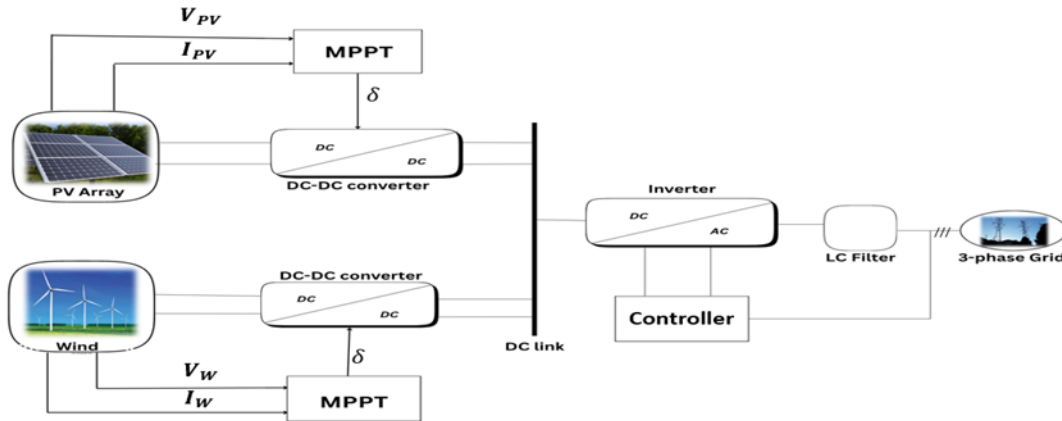 V_PV
I_PV
MPPT
δ
DC
DC
DC-DC converter
PV Array
Inverter
DC
AC
LC Filter
3-phase Grid
Controller
DC link
DC-DC converter
DC
DC
Wind
δ
V_W
I_W
MPPT